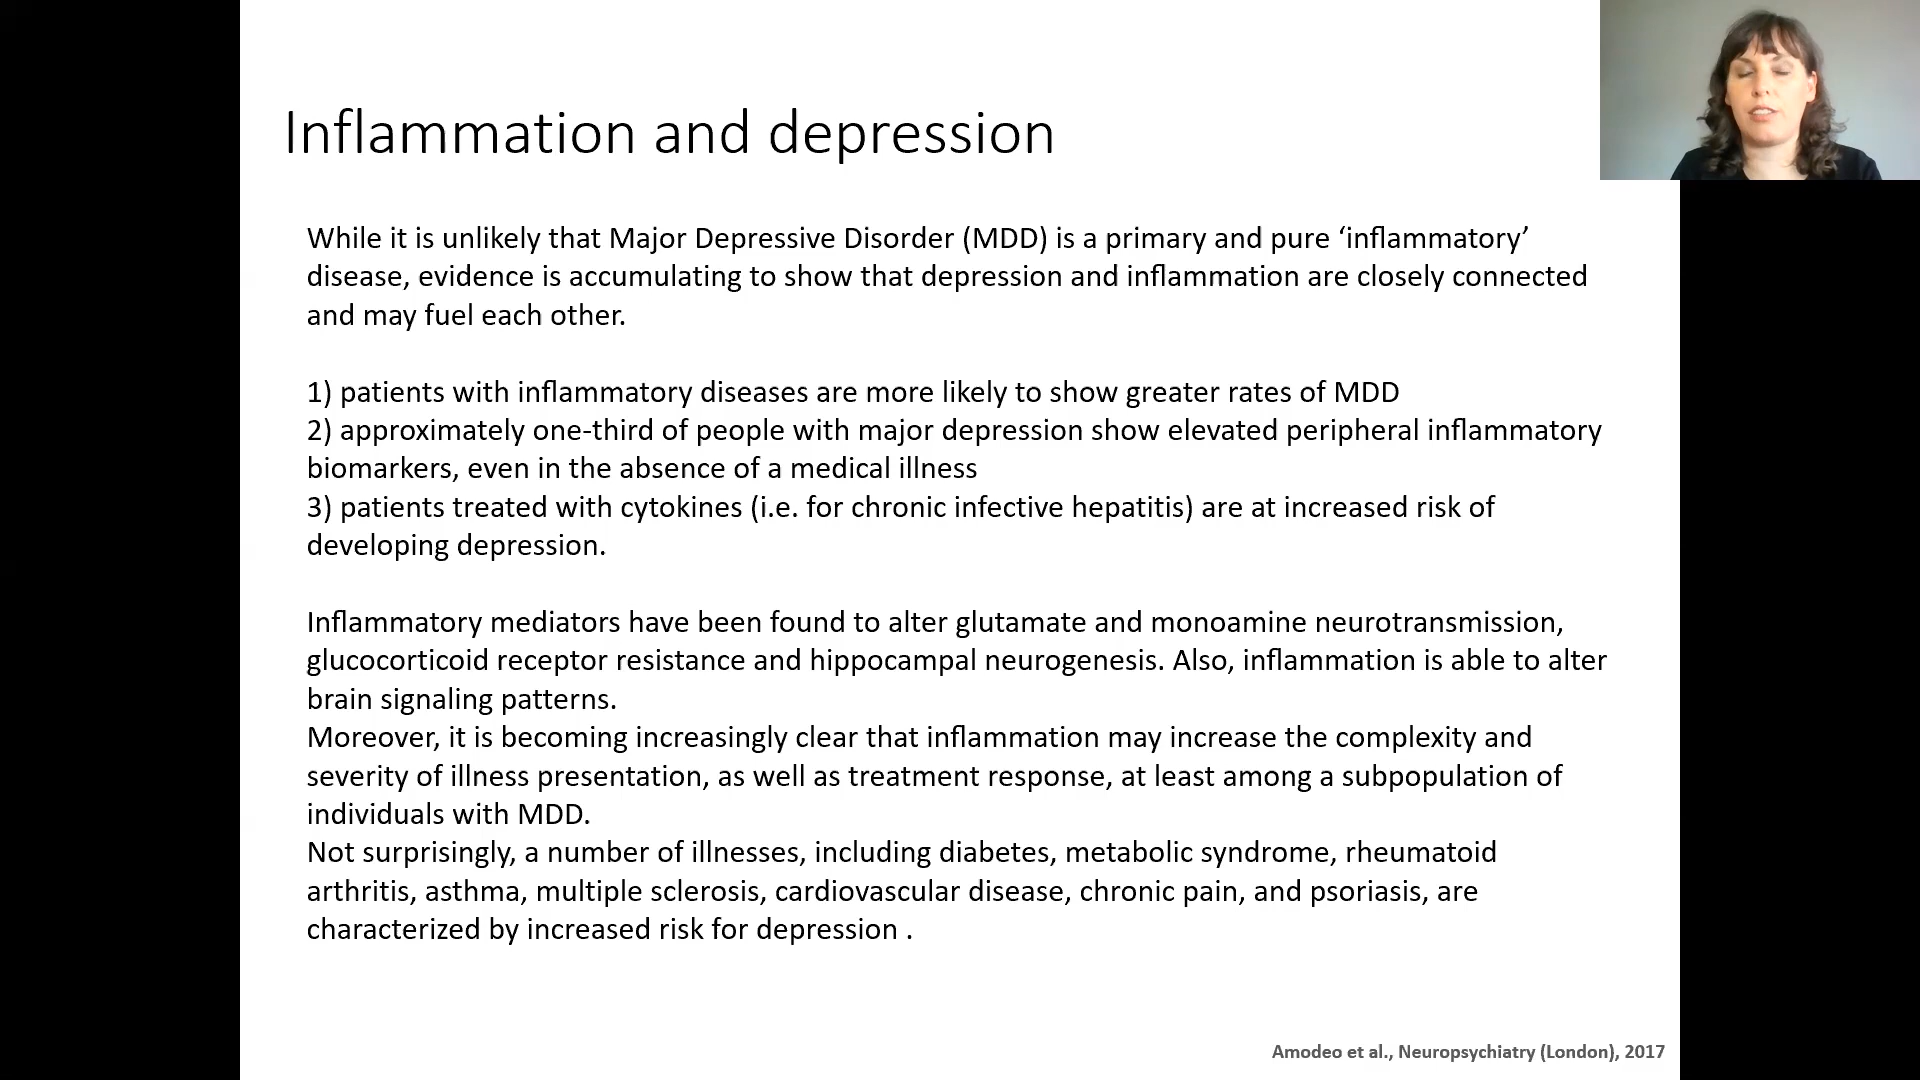 Inflammation and depression
While it is unlikely that Major Depressive Disorder (MDD) is a primary and pure ‘inflammatory’
disease, evidence is accumulating to show that depression and inflammation are closely connected
and may fuel each other.
1) patients with inflammatory diseases are more likely to show greater rates of MDD
2) approximately one-third of people with major depression show elevated peripheral inflammatory
biomarkers, even in the absence of a medical illness
3) patients treated with cytokines (i.e. for chronic infective hepatitis) are at increased risk of
developing depression.
Inflammatory mediators have been found to alter glutamate and monoamine neurotransmission,
glucocorticoid receptor resistance and hippocampal neurogenesis. Also, inflammation is able to alter
brain signaling patterns.
Moreover, it is becoming increasingly clear that inflammation may increase the complexity and
severity of illness presentation, as well as treatment response, at least among a subpopulation of
individuals with MDD.
Not surprisingly, a number of illnesses, including diabetes, metabolic syndrome, rheumatoid
arthritis, asthma, multiple sclerosis, cardiovascular disease, chronic pain, and psoriasis, are
characterized by increased risk for depression .
Amodeo et al., Neuropsychiatry (London), 2017